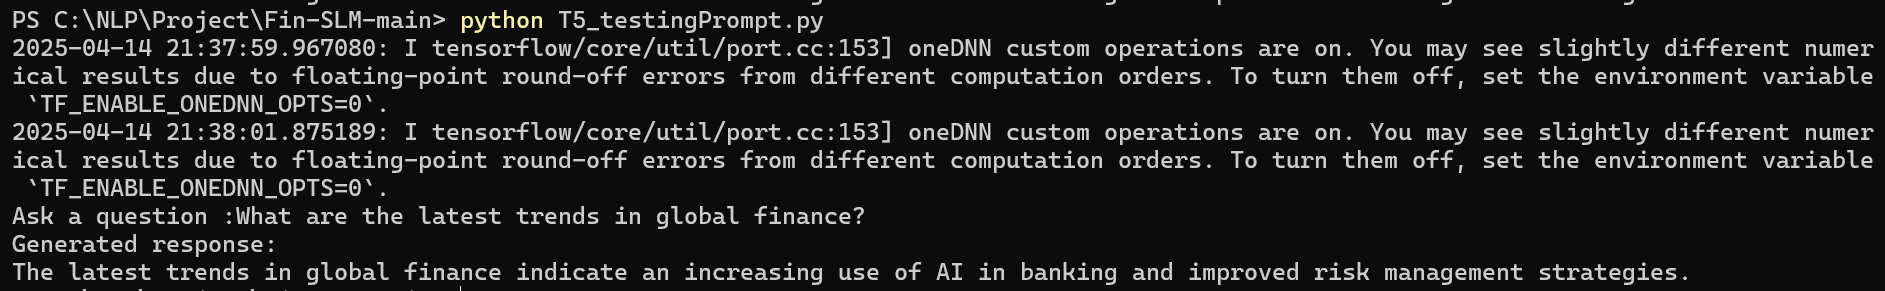 PS C:\NLP\Project\Fin-SLM-main> python T5_testingPrompt.py
2025-04-14 21:37:59.967080: I tensorflow/core/util/port.cc:153] oneDNN custom operations are on. You may see slightly different numer
ical results due to floating-point round-off errors from different computation orders. To turn them off, set the environment variable
 `TF_ENABLE_ONEDNN_OPTS=0`.
2025-04-14 21:38:01.875189: I tensorflow/core/util/port.cc:153] oneDNN custom operations are on. You may see slightly different numer
ical results due to floating-point round-off errors from different computation orders. To turn them off, set the environment variable
 `TF_ENABLE_ONEDNN_OPTS=0`.
Ask a question :What are the latest trends in global finance?
Generated response:
The latest trends in global finance indicate an increasing use of AI in banking and improved risk management strategies.